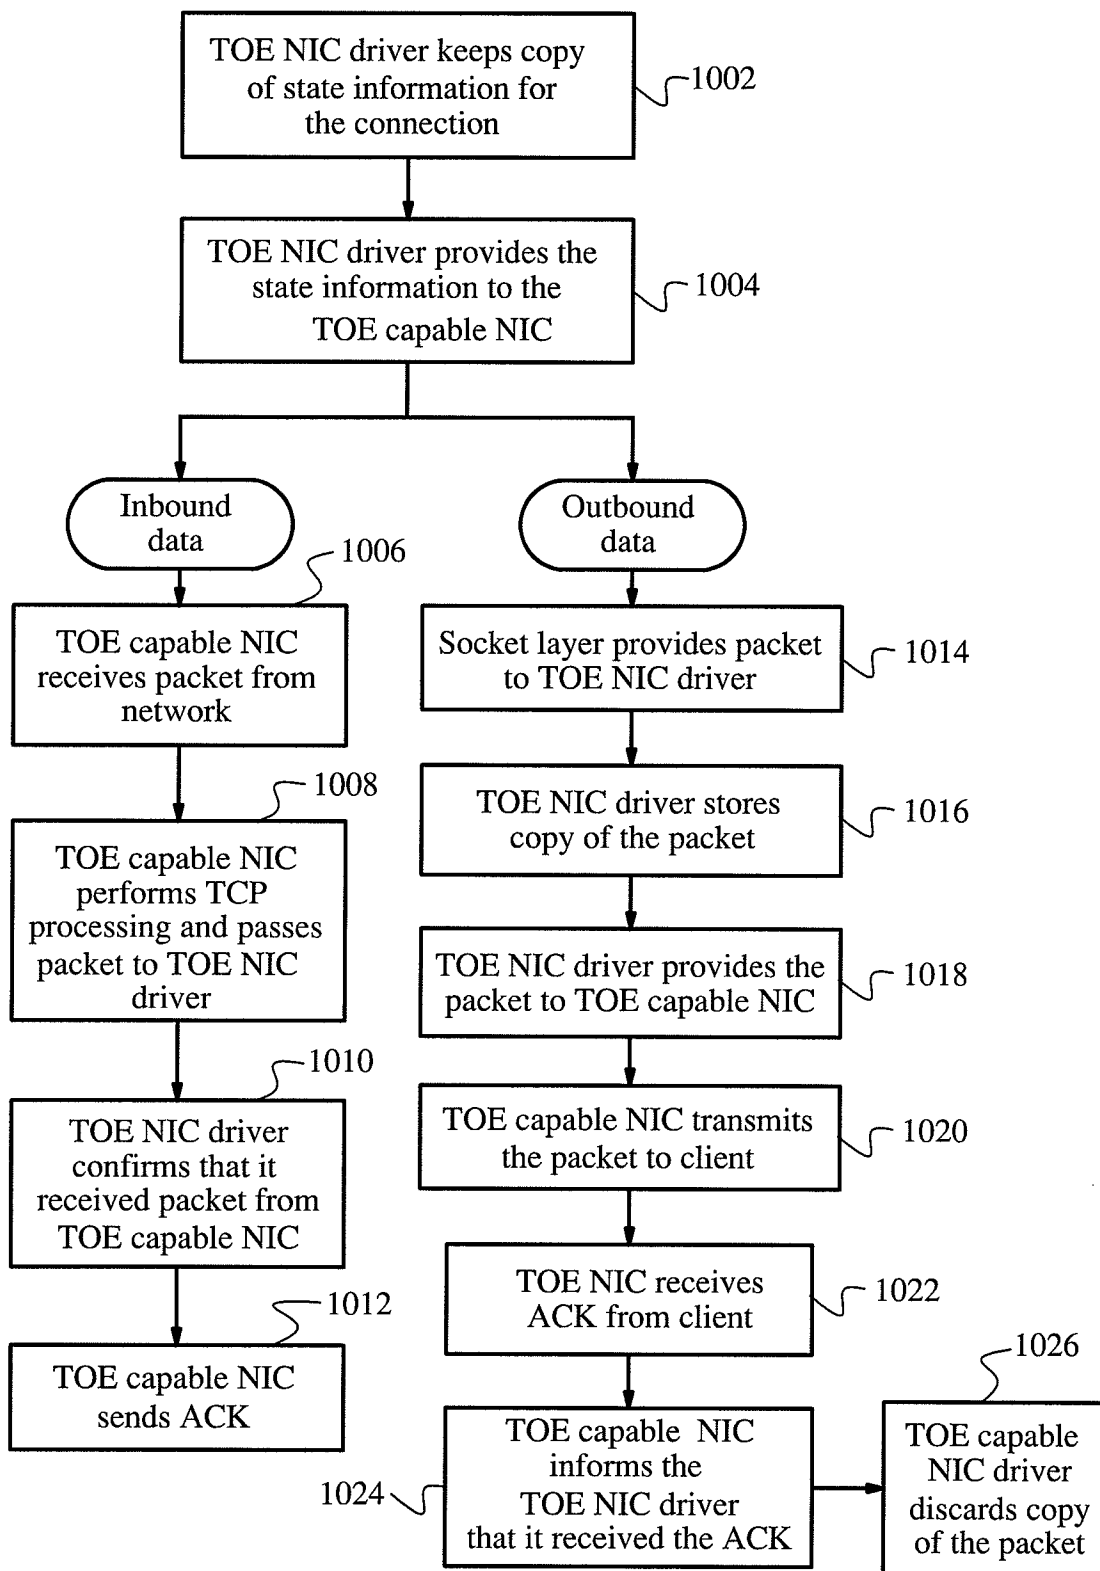 TOE NIC driver keeps copy
of state information for
the connection
1002
TOE NIC driver provides the
state information to the
TOE capable NIC
1004
Inbound
data
1006
TOE capable NIC
receives packet from
network
1008
TOE capable NIC
performs TCP
processing and passes
packet to TOE NIC
driver
1010
TOE NIC driver
confirms that it
received packet from
TOE capable NIC
1012
TOE capable NIC
sends ACK
Outbound
data
Socket layer provides packet
to TOE NIC driver
1014
TOE NIC driver stores
copy of the packet
1016
TOE NIC driver provides the
packet to TOE capable NIC
1018
TOE capable NIC transmits
the packet to client
1020
TOE NIC receives
ACK from client
1022
TOE capable NIC
informs the
TOE NIC driver
that it received the ACK
1024
1026
TOE capable
NIC driver
discards copy
of the packet